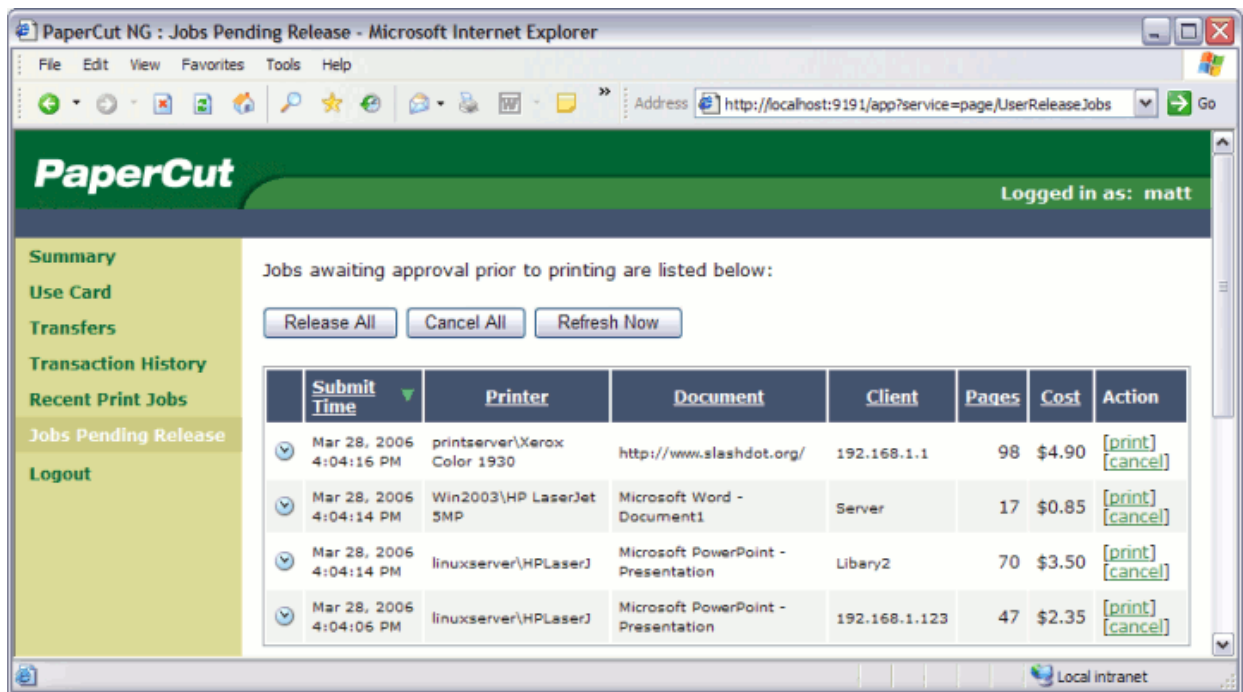 PaperCut NG : Jobs Pending Release - Microsoft Internet Explorer
File Edit View Favorites Tools Help
» Address http://localhost:9191/app?service=page/UserReleaseJobs Go
PaperCut
Logged in as: matt
Summary
Use Card
Transfers
Transaction History
Recent Print Jobs
Jobs Pending Release
Logout
Jobs awaiting approval prior to printing are listed below:
Release All Cancel All Refresh Now
Submit Time Printer Document Client Pages Cost Action
Mar 28, 2006 printserver\Xerox http://www.slashdot.org/ 192.168.1.1 98 $4.90 [print]
4:04:16 PM Color 1930 [cancel]
Mar 28, 2006 Win2003\HP LaserJet Microsoft Word - Server 17 $0.85 [print]
4:04:14 PM 5MP Document1 [cancel]
Mar 28, 2006 linuxserver\HPLaserJ Microsoft PowerPoint - Libary2 70 $3.50 [print]
4:04:14 PM Presentation [cancel]
Mar 28, 2006 linuxserver\HPLaserJ Microsoft PowerPoint - 192.168.1.123 47 $2.35 [print]
4:04:06 PM Presentation [cancel]
Local intranet